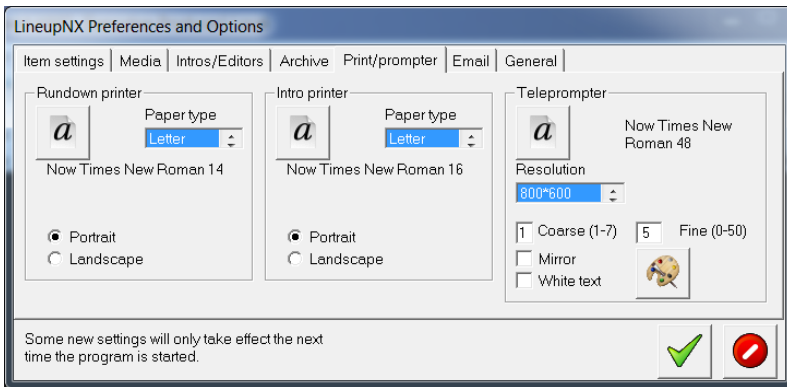 LineupNX Preferences and Options
Item settings Media Intros/Editors Archive Print/prompter Email General
Rundown printer
a
Paper type
Letter
Now Times New Roman 14
Portrait
Landscape
Intro printer
a
Paper type
Letter
Now Times New Roman 16
Portrait
Landscape
Teleprompter
a
Now Times New
Roman 48
Resolution
800*600
1 Coarse (1-7) 5 Fine (0-50)
Mirror
White text
Some new settings will only take effect the next
time the program is started.